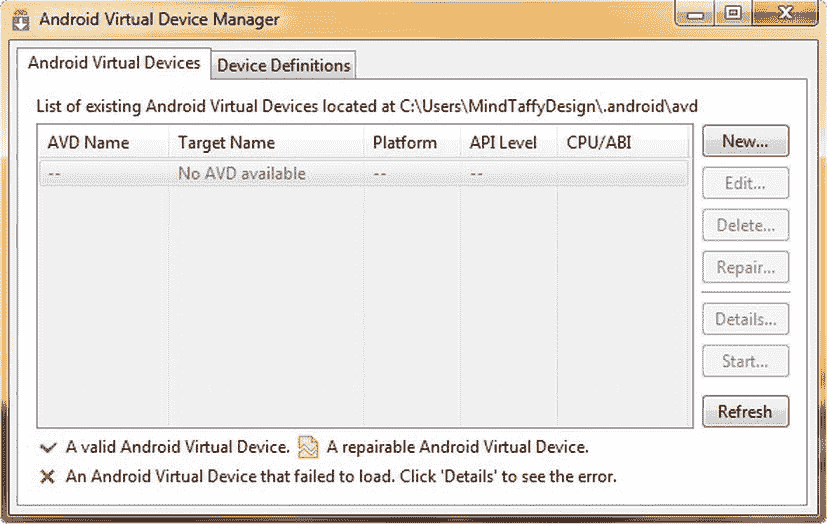 Android Virtual Device Manager
Android Virtual Devices
Device Definitions
List of existing Android Virtual Devices located at C:\Users\MindTaffyDesign\.android\avd
AVD Name Target Name Platform API Level CPU/ABI
-- No AVD available -- --
New...
Edit...
Delete...
Repair...
Details...
Start...
Refresh
A valid Android Virtual Device. A repairable Android Virtual Device.
An Android Virtual Device that failed to load. Click 'Details' to see the error.